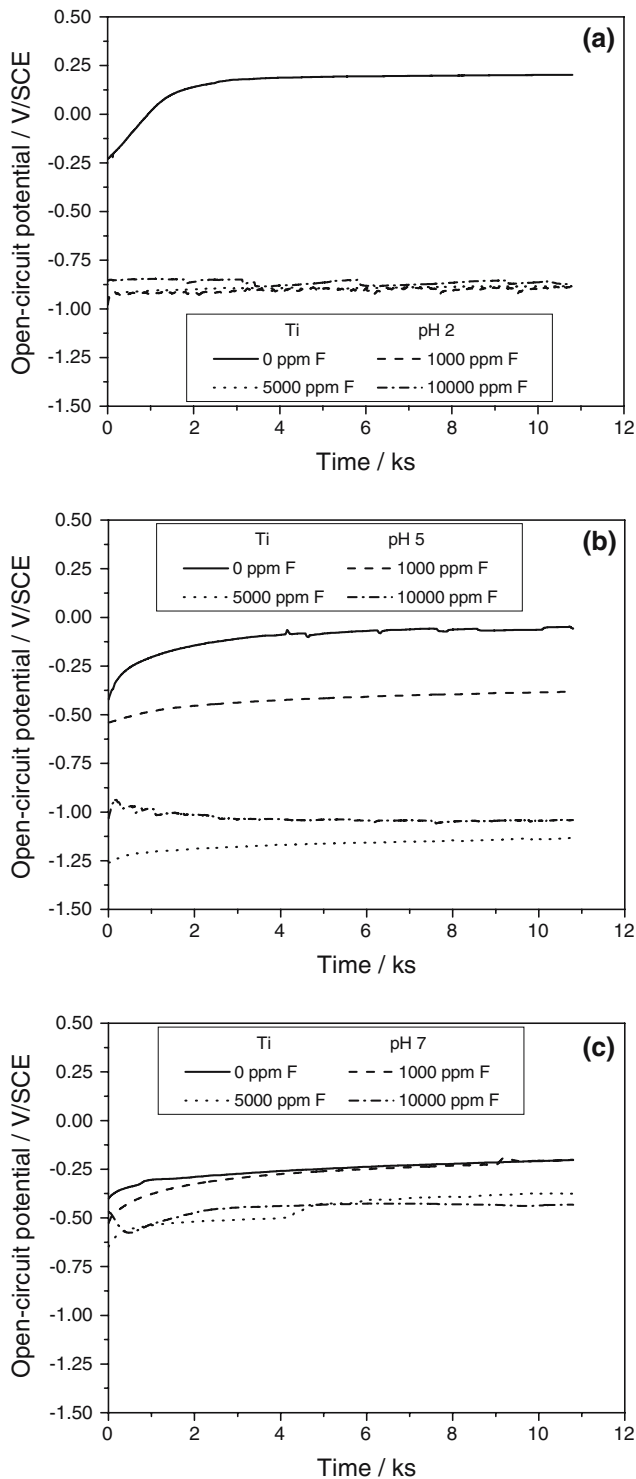 (a)
0.50
0.25
0.00
-0.25
-0.50
-0.75
-1.00
-1.25
-1.50
Open-circuit potential / V/SCE
Ti pH 2
0 ppm F 1000 ppm F
5000 ppm F 10000 ppm F
0 2 4 6 8 10 12
Time / ks
(b)
0.50
0.25
0.00
-0.25
-0.50
-0.75
-1.00
-1.25
-1.50
Open-circuit potential / V/SCE
Ti pH 5
0 ppm F 1000 ppm F
5000 ppm F 10000 ppm F
0 2 4 6 8 10 12
Time / ks
(c)
0.50
0.25
0.00
-0.25
-0.50
-0.75
-1.00
-1.25
-1.50
Open-circuit potential / V/SCE
Ti pH 7
0 ppm F 1000 ppm F
5000 ppm F 10000 ppm F
0 2 4 6 8 10 12
Time / ks